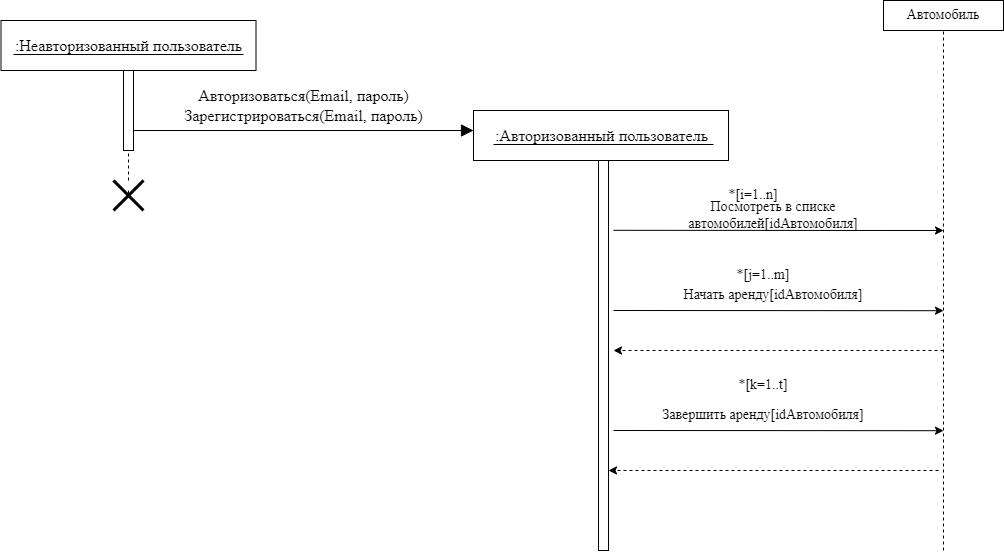 Автомобиль
:Неавторизованный пользователь
Авторизоваться(Email, пароль)
Зарегистрироваться(Email, пароль)
:Авторизованный пользователь
*[i=1..n]
Посмотреть в списке
автомобилей[idАвтомобиля]
*[j=1..m]
Начать аренду[idАвтомобиля]
*[k=1..t]
Завершить аренду[idАвтомобиля]